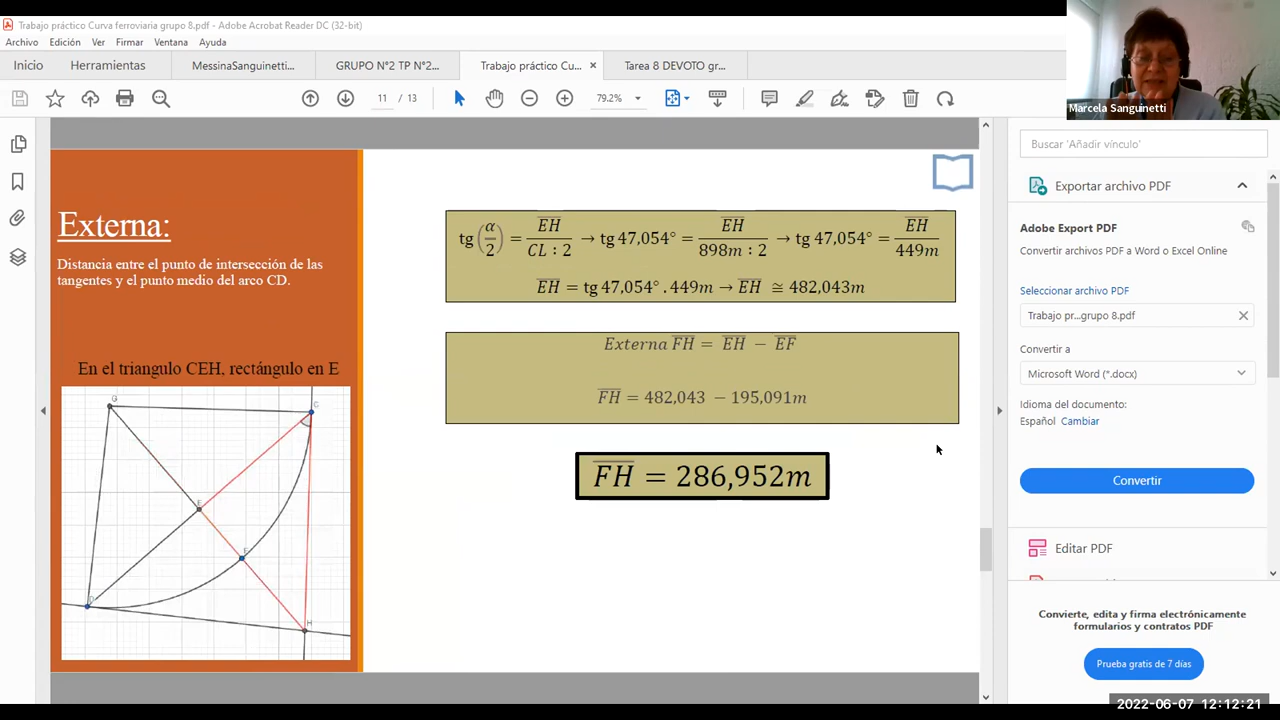 Trabajo práctico Curva ferroviaria grupo 8.pdf - Adobe Acrobat Reader DC (32-bit)
Archivo Edición Ver Firmar Ventana Ayuda
Inicio Herramientas MessinaSanguinetti... GRUPO N°2 TP N°2... Trabajo práctico Cu... × Tarea 8 DEVOTO gr...
11 / 13 79.2%
Marcela Sanguinetti
Externa:
Distancia entre el punto de intersección de las
tangentes y el punto medio del arco CD.
En el triangulo CEH, rectángulo en E
G
C
E
F
D
H
tg (α/2) = EH/CL : 2 → tg 47,054° = EH/898m : 2 → tg 47,054° = EH/449m
EH = tg 47,054° . 449m → EH ≅ 482,043m
Externa FH = EH − EF
FH = 482,043 − 195,091m
FH = 286,952m
Buscar 'Añadir vínculo'
Exportar archivo PDF
Adobe Export PDF
Convertir archivos PDF a Word o Excel Online
Seleccionar archivo PDF
Trabajo pr...grupo 8.pdf
Convertir a
Microsoft Word (*.docx)
Idioma del documento:
Español Cambiar
Convertir
Editar PDF
Convierte, edita y firma electrónicamente
formularios y contratos PDF
Prueba gratis de 7 días
2022-06-07 12:12:21